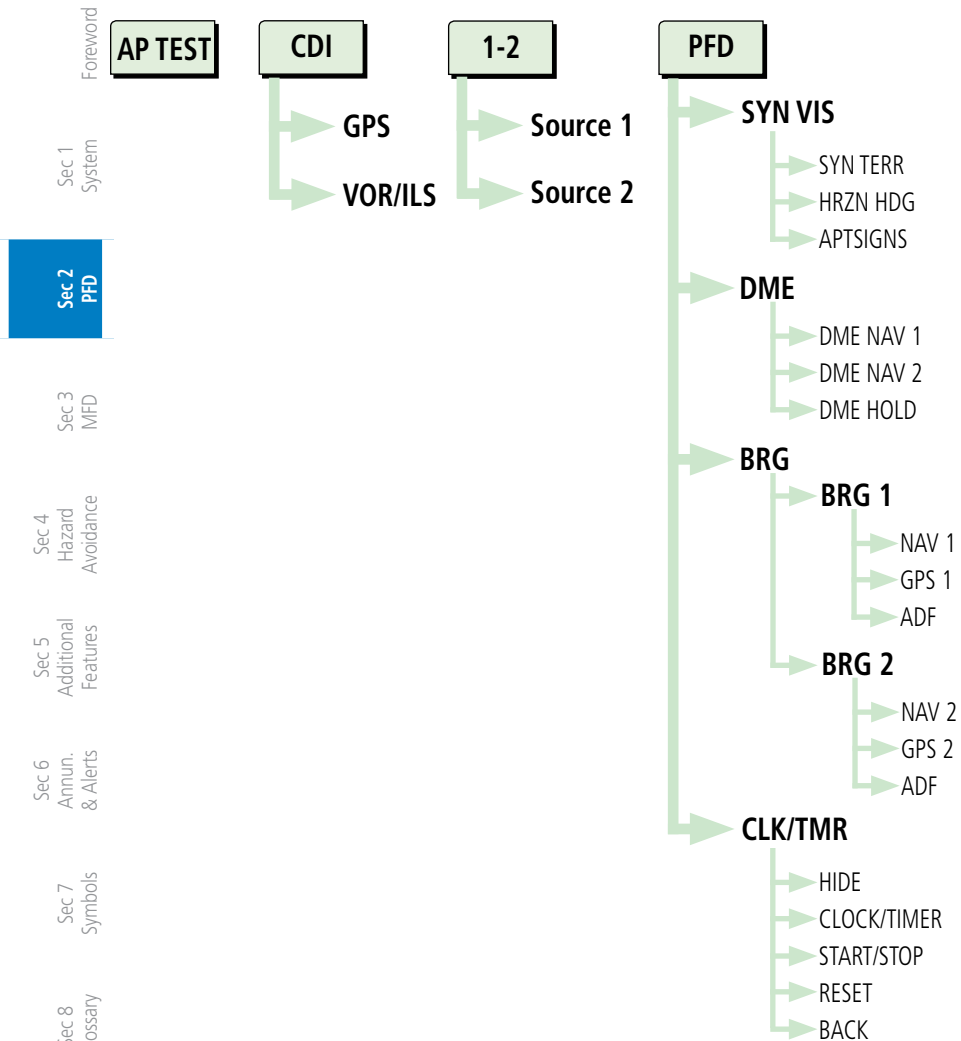 Foreword
Sec 1
System
Sec 2
PFD
Sec 3
MFD
Sec 4
Hazard
Avoidance
Sec 5
Additional
Features
Sec 6
Annun.
& Alerts
Sec 7
Symbols
Sec 8
AP TEST
CDI
GPS
VOR/ILS
1-2
Source 1
Source 2
PFD
SYN VIS
SYN TERR
HRZN HDG
APTSIGNS
DME
DME NAV 1
DME NAV 2
DME HOLD
BRG
BRG 1
NAV 1
GPS 1
ADF
BRG 2
NAV 2
GPS 2
ADF
CLK/TMR
HIDE
CLOCK/TIMER
START/STOP
RESET
BACK